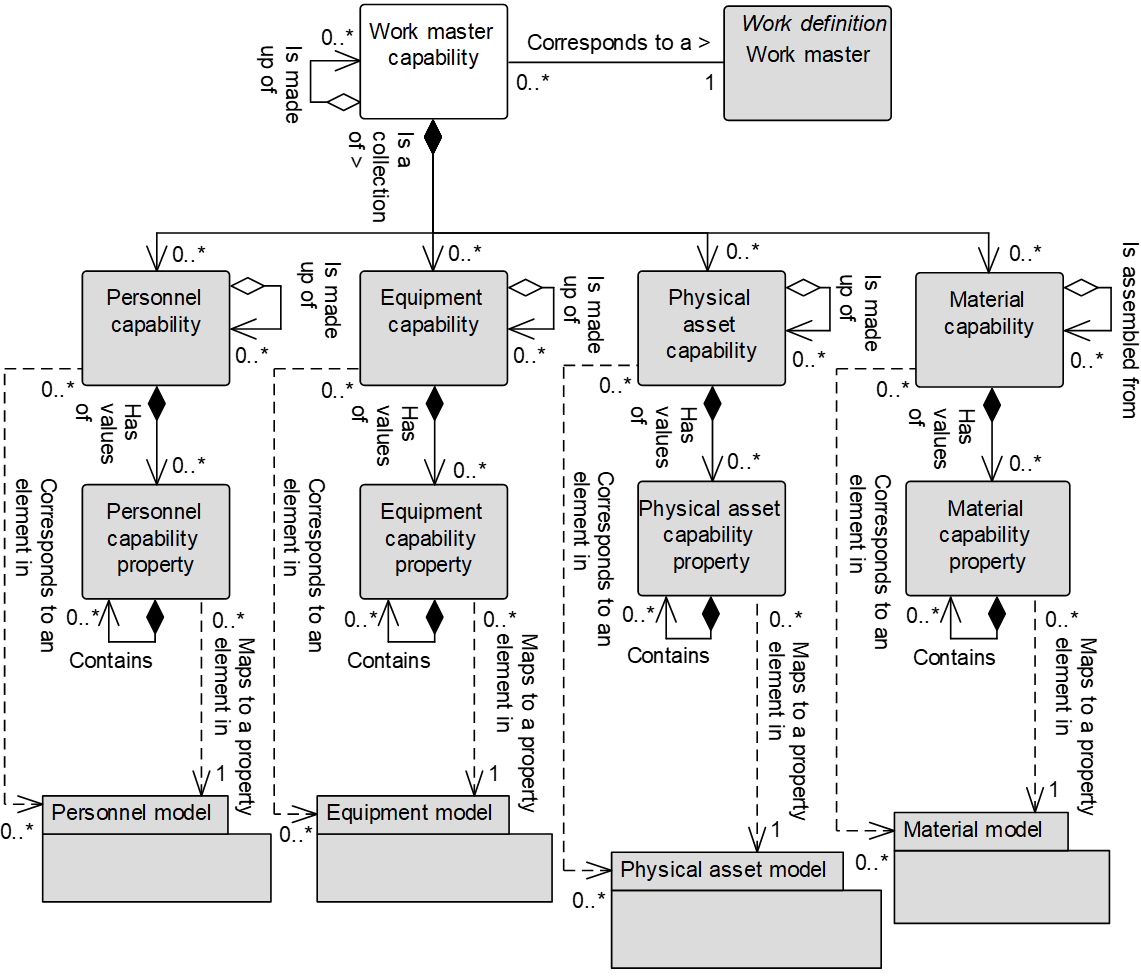 Work master
capability
0..*
Is made
up of
Corresponds to a >
0..*
1
Work definition
Work master
Is a
collection
of >
0..*
0..*
0..*
0..*
Personnel
capability
Is made
up of
0..*
0..*
Equipment
capability
Is made
up of
0..*
0..*
Physical
asset
capability
Is made
up of
0..*
0..*
Material
capability
Is assembled from
0..*
0..*
Has
values
of
0..*
Has
values
of
0..*
Has
values
of
0..*
Has
values
of
0..*
Corresponds to an
element in
Personnel
capability
property
0..*
Contains
0..*
Maps to a property
element in
1
Corresponds to an
element in
Equipment
capability
property
0..*
Contains
0..*
Maps to a property
element in
1
Corresponds to an
element in
Physical asset
capability
property
0..*
Contains
0..*
Maps to a property
element in
1
Corresponds to an
element in
Material
capability
property
0..*
Contains
0..*
Maps to a property
element in
1
Personnel model
0..*
Equipment model
0..*
Physical asset model
0..*
Material model
0..*